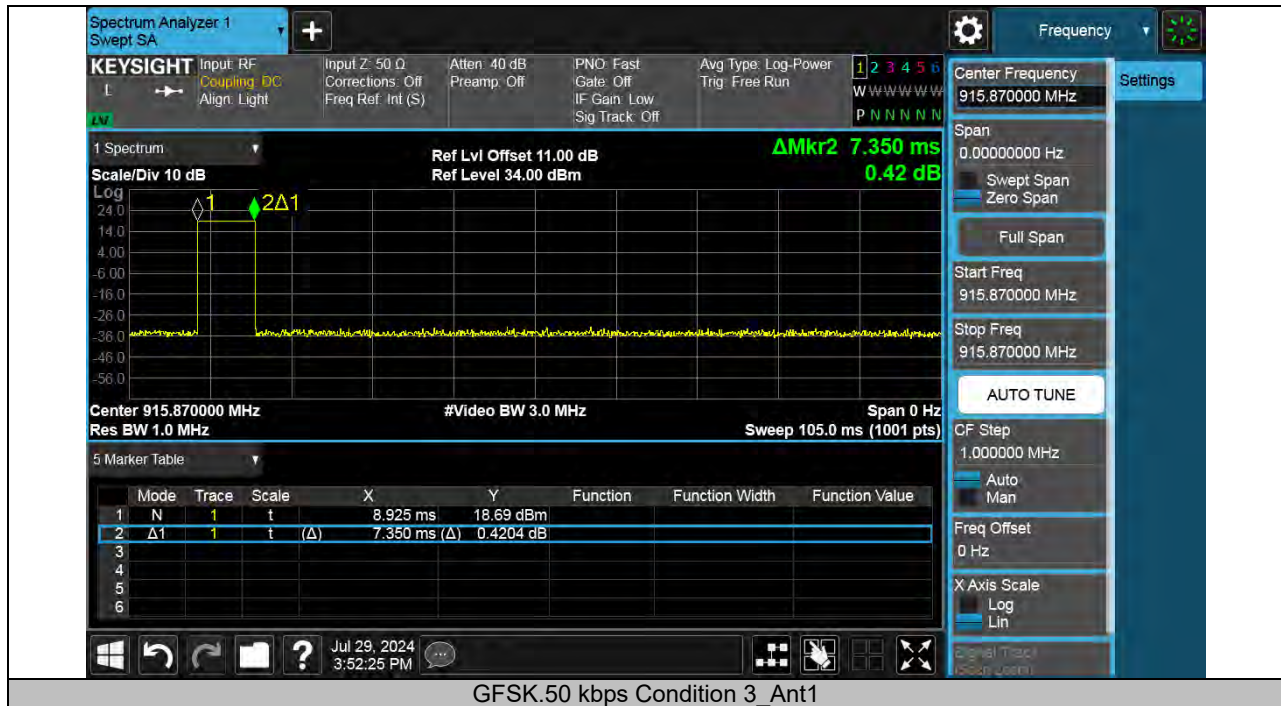 Spectrum Analyzer 1
Swept SA
+
Frequency
KEYSIGHT
L
LNI
Input: RF
Coupling: DC
Align: Light
Input Z: 50 Ω
Corrections: Off
Freq Ref: Int (S)
Atten: 40 dB
Preamp: Off
PNO: Fast
Gate: Off
IF Gain: Low
Sig Track: Off
Avg Type: Log-Power
Trig: Free Run
1 2 3 4 5 6
W W W W W W
P N N N N N
1 Spectrum
Scale/Div 10 dB
Ref Lvl Offset 11.00 dB
Ref Level 34.00 dBm
ΔMkr2 7.350 ms
0.42 dB
Log
1
2Δ1
24.0
14.0
4.00
-6.00
-16.0
-26.0
-36.0
-46.0
-56.0
Center 915.870000 MHz
#Video BW 3.0 MHz
Span 0 Hz
Res BW 1.0 MHz
Sweep 105.0 ms (1001 pts)
5 Marker Table
Mode Trace Scale X Y Function Function Width Function Value
1 N 1 t 8.925 ms 18.69 dBm
2 Δ1 1 t (Δ) 7.350 ms (Δ) 0.4204 dB
3
4
5
6
Center Frequency
915.870000 MHz
Settings
Span
0.00000000 Hz
Swept Span
Zero Span
Full Span
Start Freq
915.870000 MHz
Stop Freq
915.870000 MHz
AUTO TUNE
CF Step
1.000000 MHz
Auto
Man
Freq Offset
0 Hz
X Axis Scale
Log
Lin
Signal Track
(Span Zoom)
?
Jul 29, 2024
3:52:25 PM
GFSK.50 kbps Condition 3_Ant1